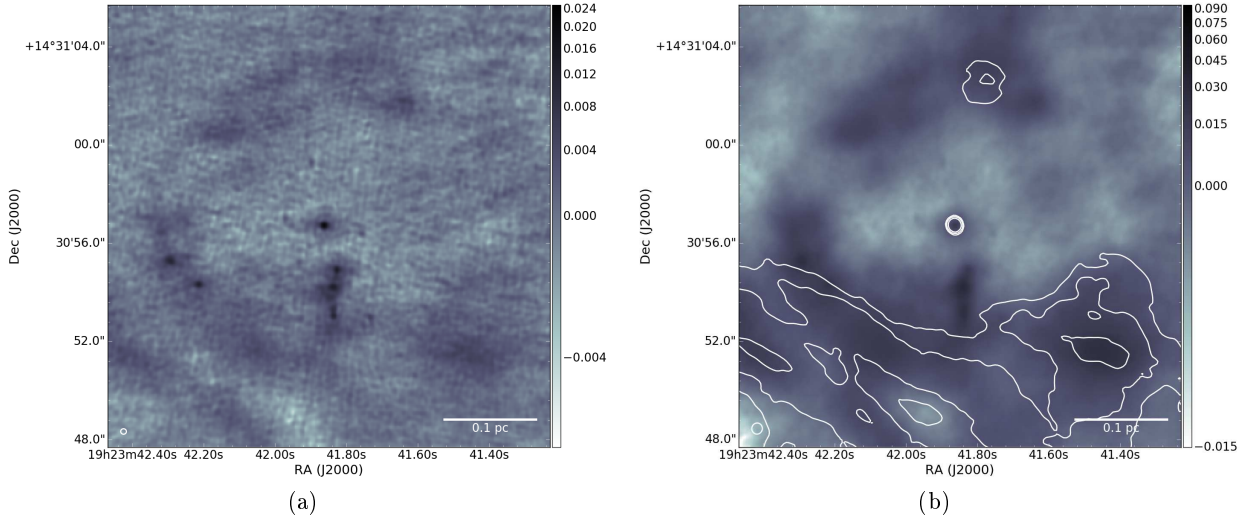 0.024
0.020
+14°31'04.0"
0.016
0.012
0.008
00.0"
0.004
0.000
Dec (J2000)
30'56.0"
52.0"
−0.004
0.1 pc
48.0"
19h23m42.40s 42.20s 42.00s 41.80s 41.60s 41.40s
RA (J2000)
(a)
0.090
0.075
+14°31'04.0"
0.060
0.045
0.030
00.0"
0.015
0.000
Dec (J2000)
30'56.0"
52.0"
0.1 pc
48.0"
−0.015
19h23m42.40s 42.20s 42.00s 41.80s 41.60s 41.40s
RA (J2000)
(b)